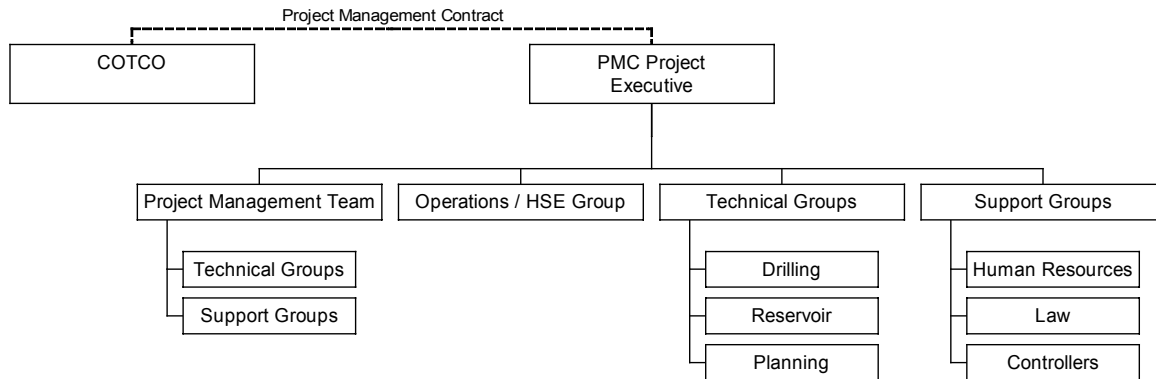 Project Management Contract
COTCO
PMC Project
Executive
Project Management Team
Operations / HSE Group
Technical Groups
Support Groups
Technical Groups
Support Groups
Drilling
Reservoir
Planning
Human Resources
Law
Controllers